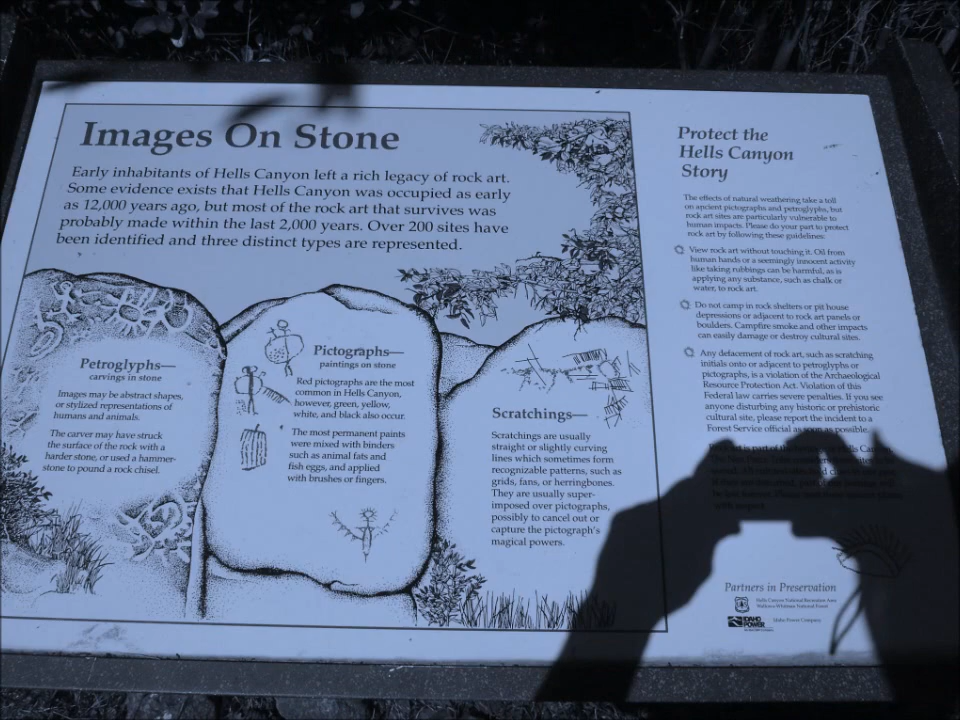 Images On Stone
Early inhabitants of Hells Canyon left a rich legacy of rock art.
Some evidence exists that Hells Canyon was occupied as early
as 12,000 years ago, but most of the rock art that survives was
probably made within the last 2,000 years. Over 200 sites have
been identified and three distinct types are represented.
Petroglyphs—
carvings in stone
Images may be abstract shapes,
or stylized representations of
humans and animals.
The carver may have struck
the surface of the rock with a
harder stone, or used a hammer-
stone to pound a rock chisel.
Pictographs—
paintings on stone
Red pictographs are the most
common in Hells Canyon,
however, green, yellow,
white, and black also occur.
The most permanent paints
were mixed with binders
such as animal fats and
fish eggs, and applied
with brushes or fingers.
Scratchings—
Scratchings are usually
straight or slightly curving
lines which sometimes form
recognizable patterns, such as
grids, fans, or herringbones.
They are usually super-
imposed over pictographs,
possibly to cancel out or
capture the pictograph's
magical powers.
Protect the
Hells Canyon
Story
The effects of natural weathering take a toll
on ancient pictographs and petroglyphs, but
rock art sites are particularly vulnerable to
human impacts. Please do your part to protect
rock art by following these guidelines:
View rock art without touching it. Oil from
human hands or a seemingly innocent activity
like taking rubbings can be harmful, as is
applying any substance, such as chalk or
water, to rock art.
Do not camp in rock shelters or pit house
depressions or adjacent to rock art panels or
boulders. Campfire smoke and other impacts
can easily damage or destroy cultural sites.
Any defacement of rock art, such as scratching
initials onto or adjacent to petroglyphs or
pictographs, is a violation of the Archaeological
Resource Protection Act. Violation of this
Federal law carries severe penalties. If you see
anyone disturbing any historic or prehistoric
cultural site, please report the incident to a
Forest Service official as soon as possible.
Hells Canyon
Partners in Preservation
Hells Canyon National Recreation Area
Wallowa-Whitman National Forest
IDAHO
POWER
Idaho Power Company